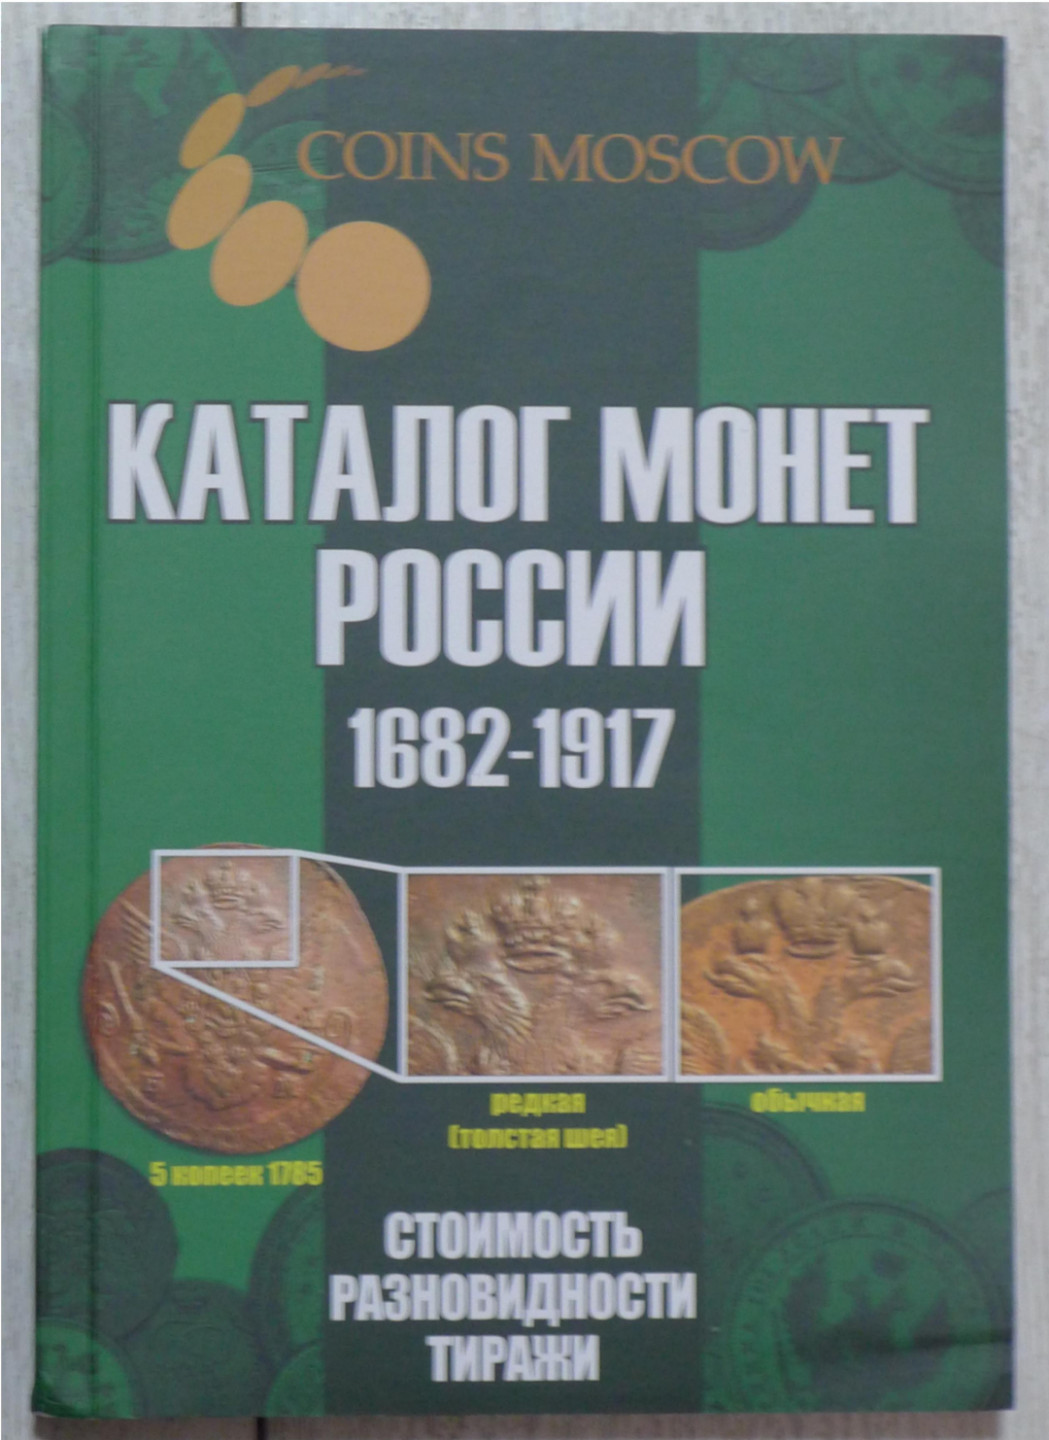 COINS MOSCOW
КАТАЛОГ МОНЕТ
РОССИИ
1682-1917
редкая
(толстая шея)
обычная
5 копеек 1785
СТОИМОСТЬ
РАЗНОВИДНОСТИ
ТИРАЖИ